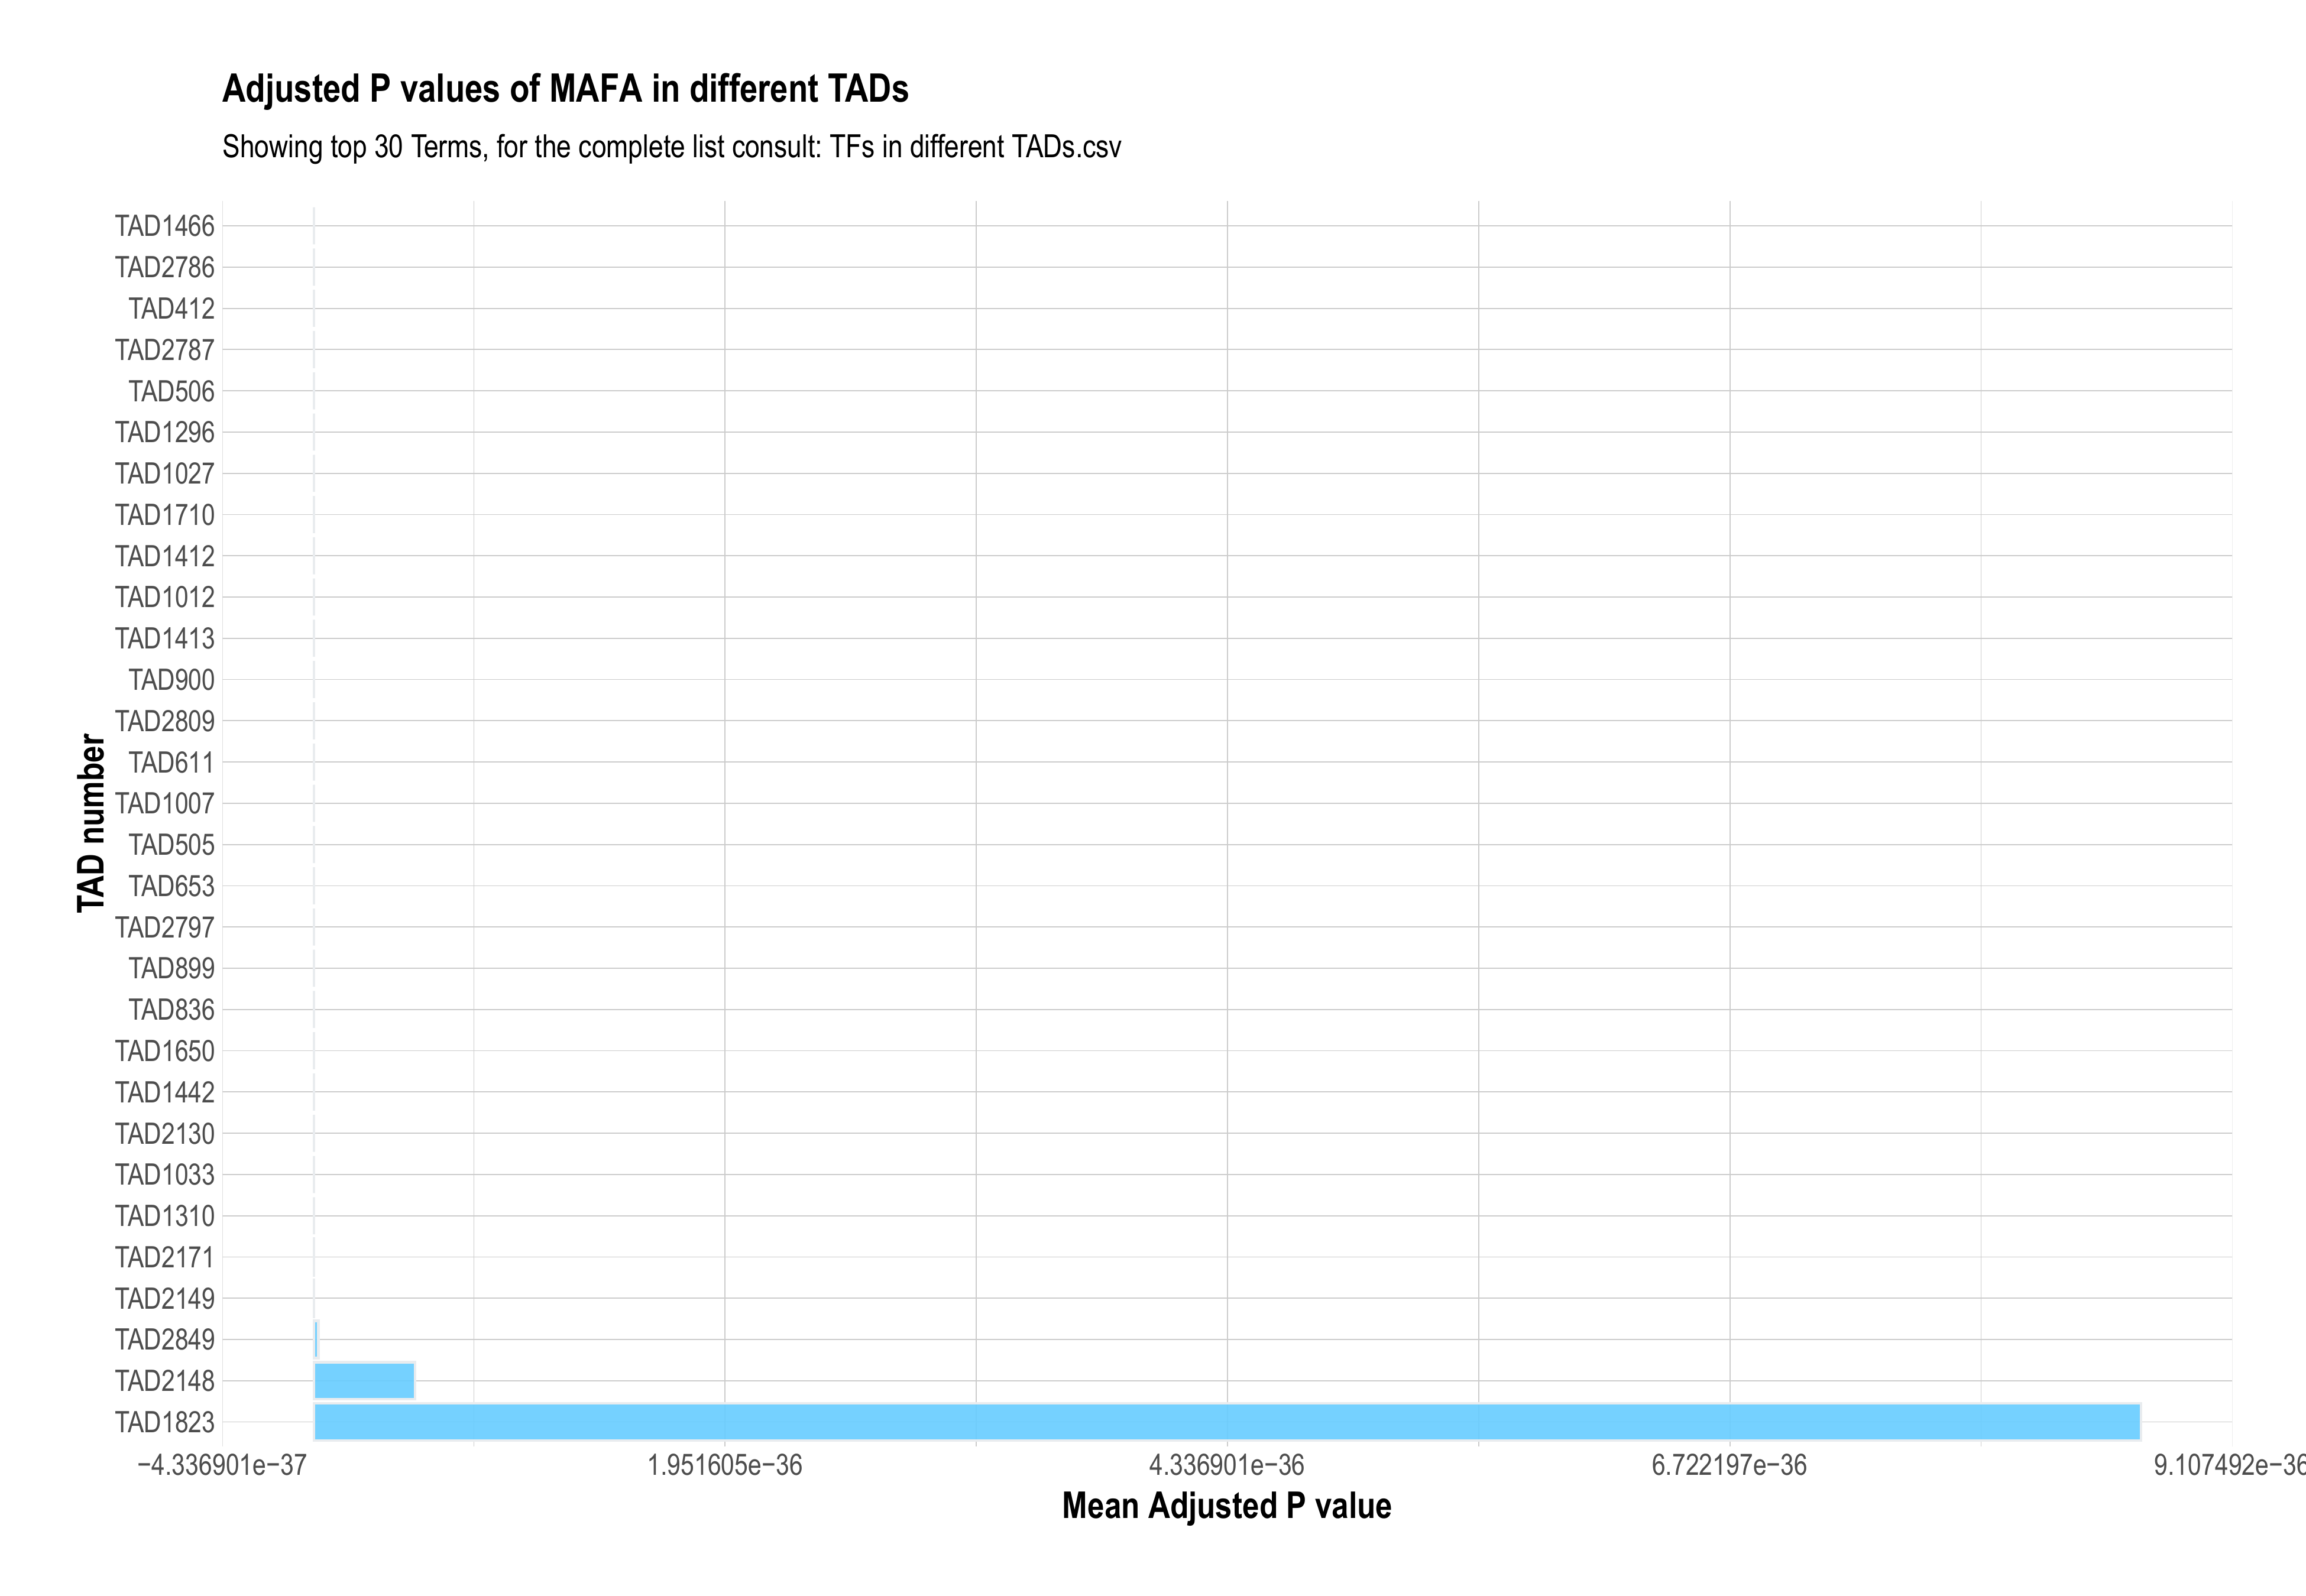 Adjusted P values of MAFA in different TADs
Showing top 30 Terms, for the complete list consult: TFs in different TADs.csv
TAD number
TAD1466
TAD2786
TAD412
TAD2787
TAD506
TAD1296
TAD1027
TAD1710
TAD1412
TAD1012
TAD1413
TAD900
TAD2809
TAD611
TAD1007
TAD505
TAD653
TAD2797
TAD899
TAD836
TAD1650
TAD1442
TAD2130
TAD1033
TAD1310
TAD2171
TAD2149
TAD2849
TAD2148
TAD1823
−4.336901e−37 1.951605e−36 4.336901e−36 6.722197e−36 9.107492e−36
Mean Adjusted P value